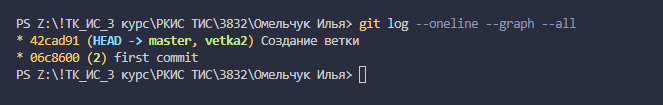 PS Z:\!ТК_ИС_3 курс\РКИС ТИС\3832\Омельчук Илья> git log --oneline --graph --all
* 42cad91 (HEAD -> master, vetka2) Создание ветки
* 06c8600 (2) first commit
PS Z:\!ТК_ИС_3 курс\РКИС ТИС\3832\Омельчук Илья>